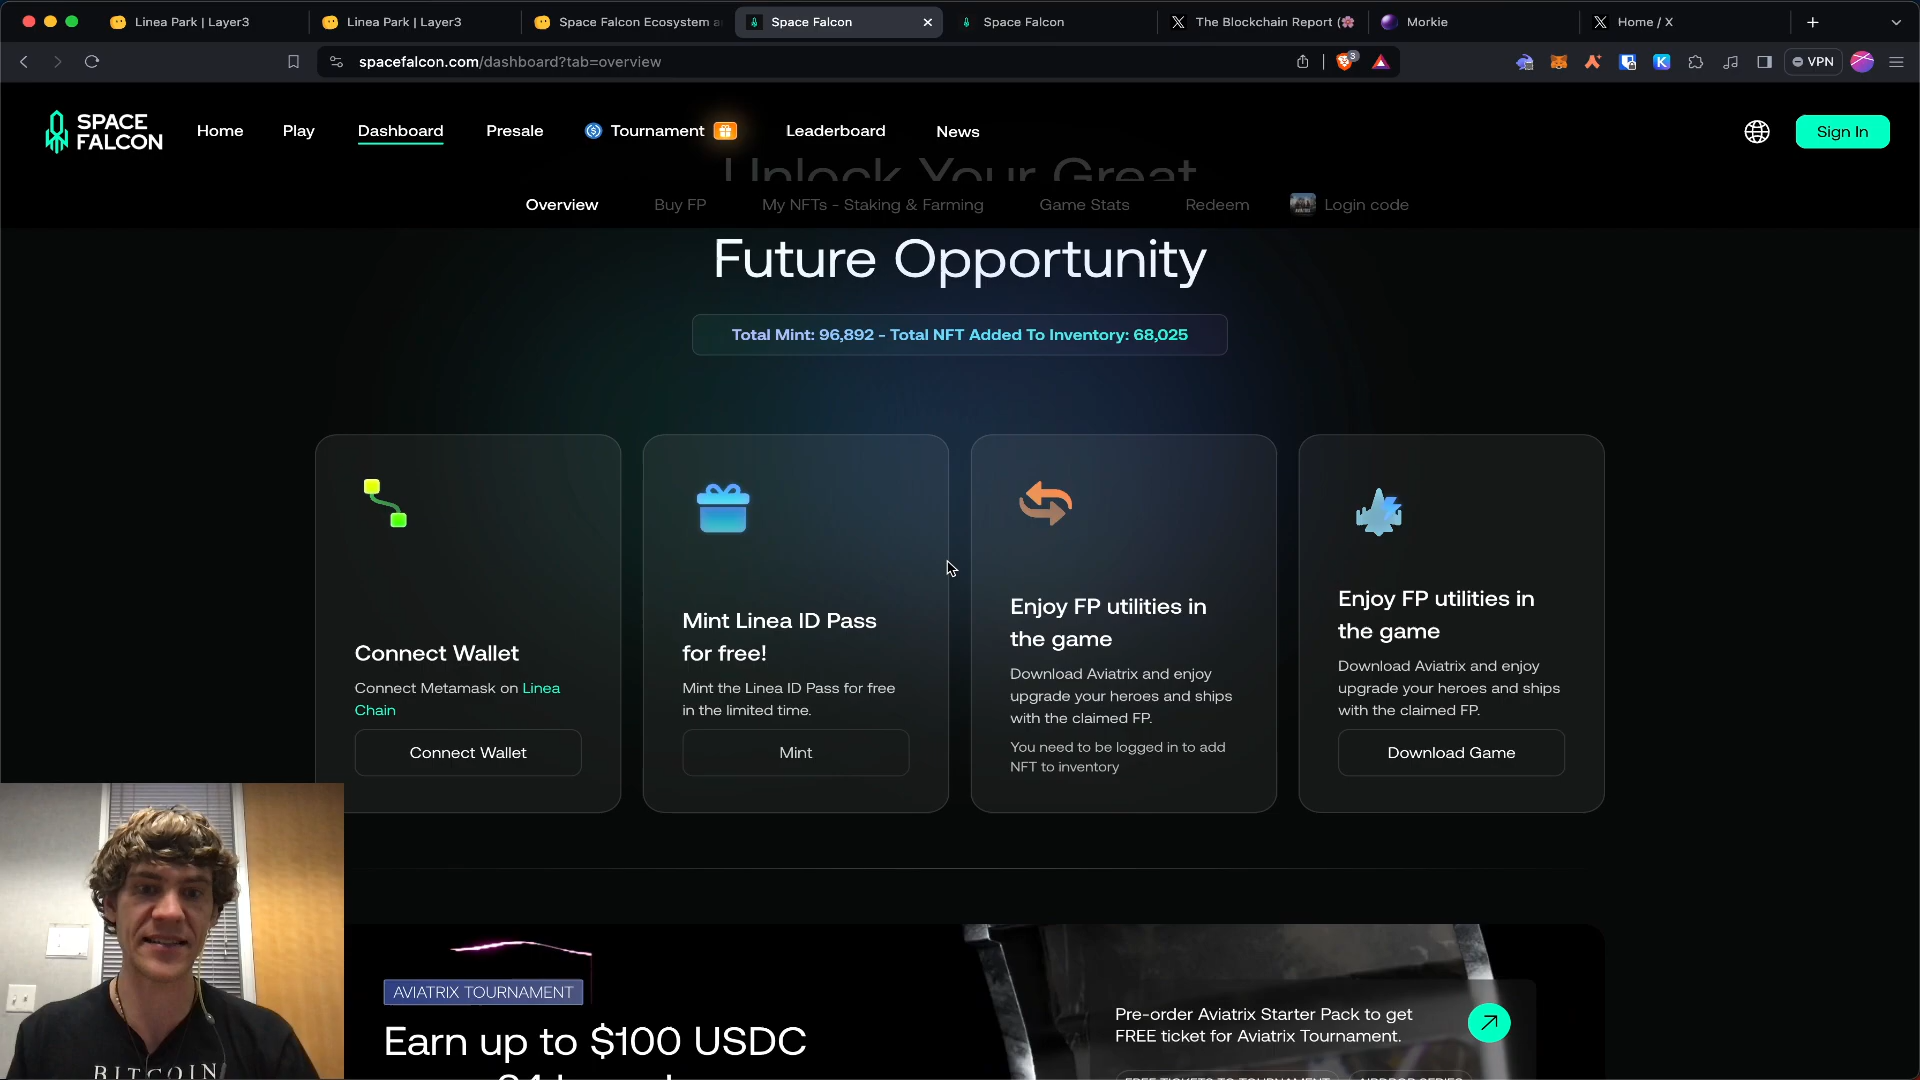 Linea Park | Layer3
Linea Park | Layer3
Space Falcon Ecosystem a
Space Falcon
Space Falcon
The Blockchain Report (🌸
Morkie
Home / X
spacefalcon.com/dashboard?tab=overview
3
VPN
SPACE
FALCON
Home
Play
Dashboard
Presale
Tournament
Leaderboard
News
Sign In
Unlock Your Great
Overview
Buy FP
My NFTs - Staking & Farming
Game Stats
Redeem
Login code
Future Opportunity
Total Mint: 96,892 - Total NFT Added To Inventory: 68,025
Connect Wallet
Connect Metamask on Linea
Chain
Connect Wallet
Mint Linea ID Pass
for free!
Mint the Linea ID Pass for free
in the limited time.
Mint
Enjoy FP utilities in
the game
Download Aviatrix and enjoy
upgrade your heroes and ships
with the claimed FP.
You need to be logged in to add
NFT to inventory
Enjoy FP utilities in
the game
Download Aviatrix and enjoy
upgrade your heroes and ships
with the claimed FP.
Download Game
AVIATRIX TOURNAMENT
Earn up to $100 USDC
Pre-order Aviatrix Starter Pack to get
FREE ticket for Aviatrix Tournament.
FREE TICKETS TO TOURNAMENT
AIRDROP SERIES
BITCOIN